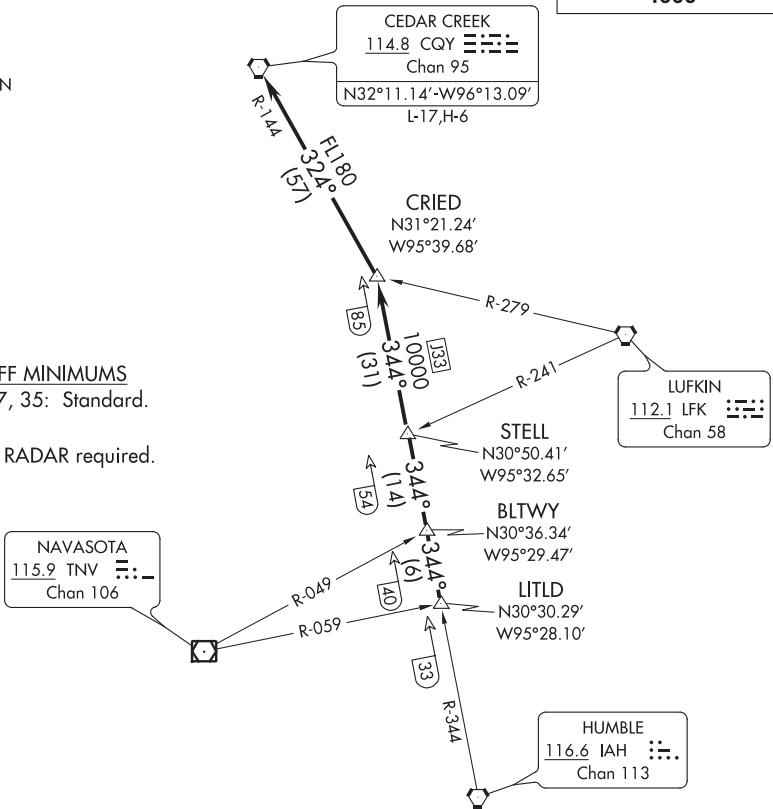 CEDAR CREEK
114.8 CQY
Chan 95
N32°11.14'-W96°13.09'
L-17,H-6
N
R-144
FL180
324°
(57)
CRIED
N31°21.24'
W95°39.68'
85
R-279
J33
10000
344°
(31)
R-241
LUFKIN
112.1 LFK
Chan 58
FF MINIMUMS
7, 35: Standard.
RADAR required.
STELL
N30°50.41'
W95°32.65'
54
344°
(14)
BLTWY
N30°36.34'
W95°29.47'
NAVASOTA
115.9 TNV
Chan 106
R-049
40
344°
(6)
LITLD
N30°30.29'
W95°28.10'
R-059
33
R-344
HUMBLE
116.6 IAH
Chan 113